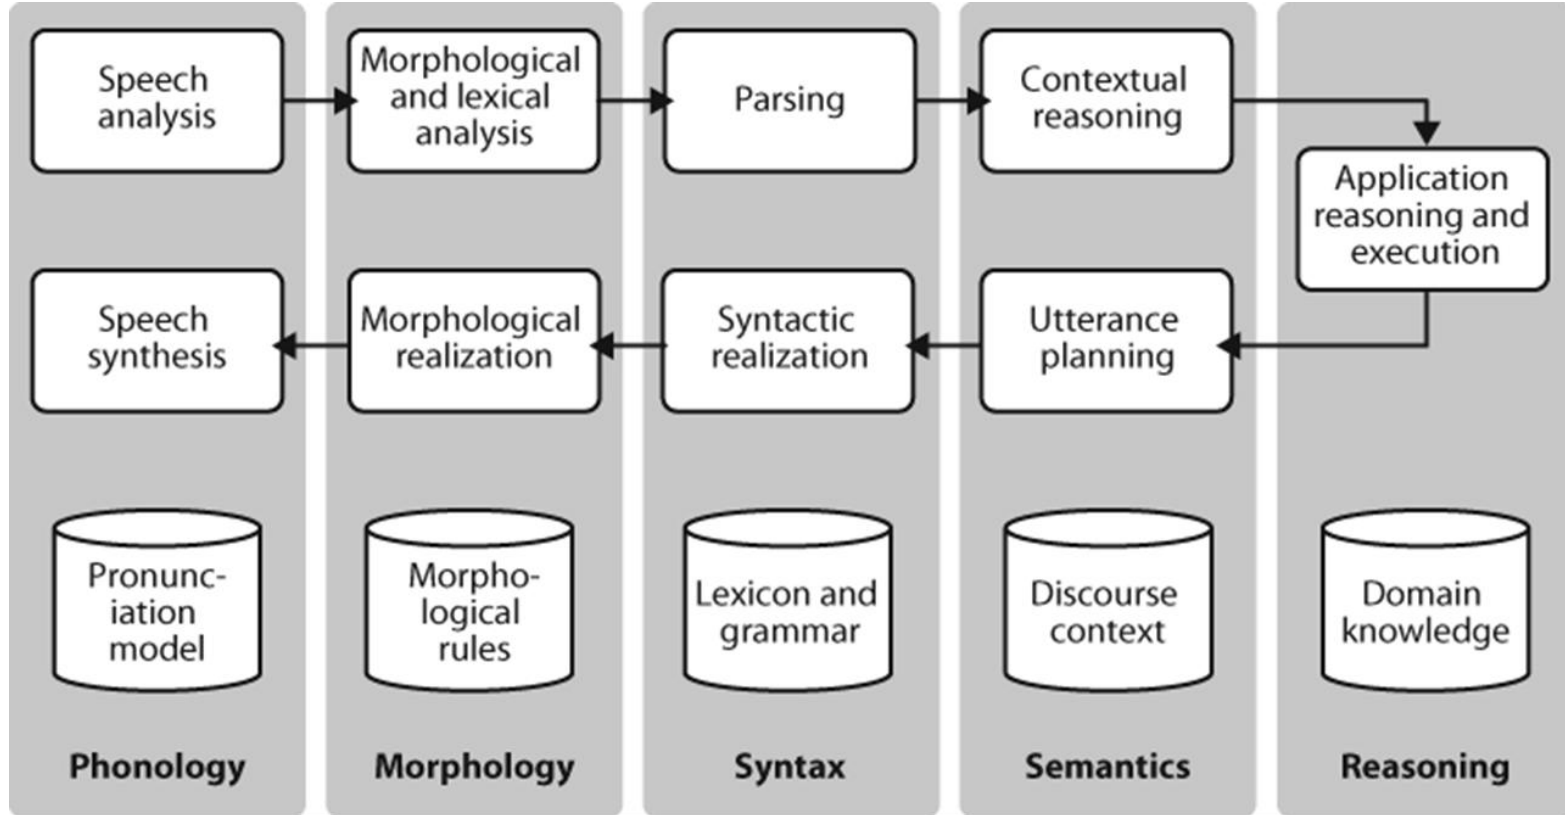 Speech
analysis
Morphological
and lexical
analysis
Parsing
Contextual
reasoning
Application
reasoning and
execution
Speech
synthesis
Morphological
realization
Syntactic
realization
Utterance
planning
Pronunc-
iation
model
Morpho-
logical
rules
Lexicon and
grammar
Discourse
context
Domain
knowledge
Phonology
Morphology
Syntax
Semantics
Reasoning